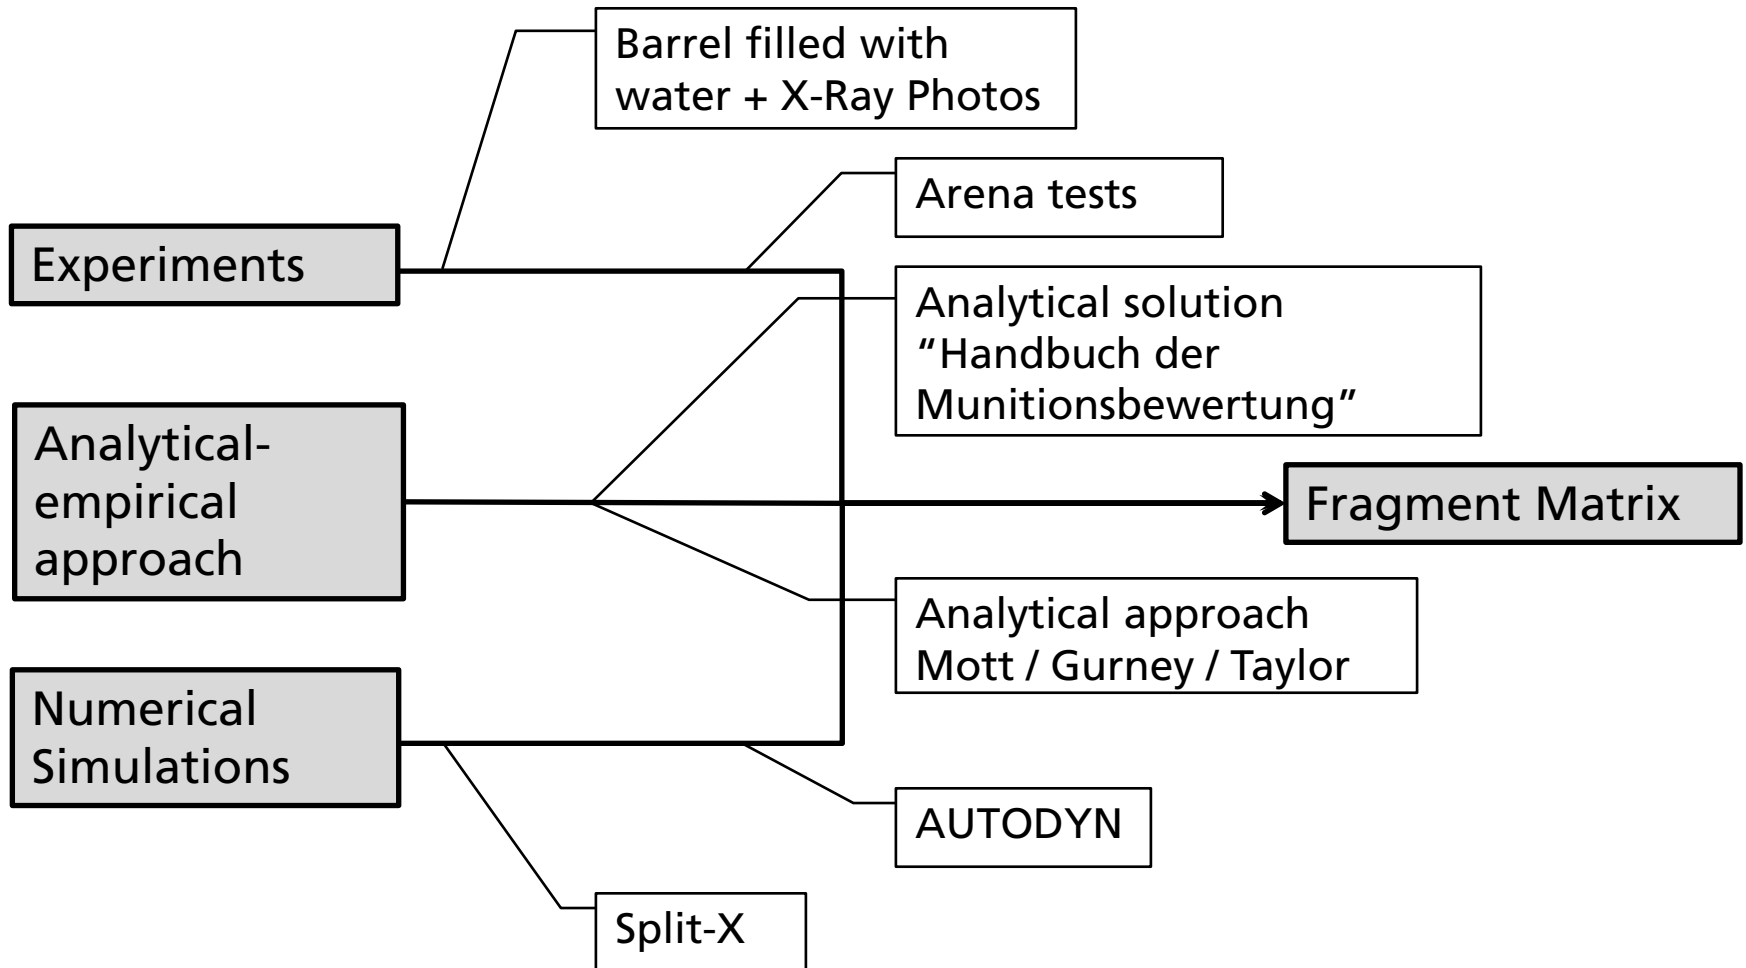 Barrel filled with
water + X-Ray Photos
Arena tests
Experiments
Analytical solution
“Handbuch der
Munitionsbewertung”
Analytical-
empirical
approach
Fragment Matrix
Analytical approach
Mott / Gurney / Taylor
Numerical
Simulations
AUTODYN
Split-X